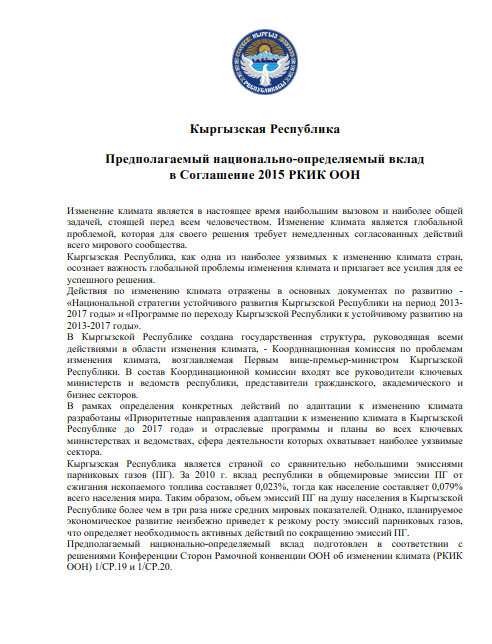 КЫРГЫЗ
РЕСПУБЛИКАСЫ
Кыргызская Республика
Предполагаемый национально-определяемый вклад
в Соглашение 2015 РКИК ООН
Изменение климата является в настоящее время наибольшим вызовом и наиболее общей
задачей, стоящей перед всем человечеством. Изменение климата является глобальной
проблемой, которая для своего решения требует немедленных согласованных действий
всего мирового сообщества.
Кыргызская Республика, как одна из наиболее уязвимых к изменению климата стран,
осознает важность глобальной проблемы изменения климата и прилагает все усилия для ее
успешного решения.
Действия по изменению климата отражены в основных документах по развитию -
«Национальной стратегии устойчивого развития Кыргызской Республики на период 2013-
2017 годы» и «Программе по переходу Кыргызской Республики к устойчивому развитию на
2013-2017 годы».
В Кыргызской Республике создана государственная структура, руководящая всеми
действиями в области изменения климата, - Координационная комиссия по проблемам
изменения климата, возглавляемая Первым вице-премьер-министром Кыргызской
Республики. В состав Координационной комиссии входят все руководители ключевых
министерств и ведомств республики, представители гражданского, академического и
бизнес секторов.
В рамках определения конкретных действий по адаптации к изменению климата
разработаны «Приоритетные направления адаптации к изменению климата в Кыргызской
Республике до 2017 года» и отраслевые программы и планы во всех ключевых
министерствах и ведомствах, сфера деятельности которых охватывает наиболее уязвимые
сектора.
Кыргызская Республика является страной со сравнительно небольшими эмиссиями
парниковых газов (ПГ). За 2010 г. вклад республики в общемировые эмиссии ПГ от
сжигания ископаемого топлива составляет 0,023%, тогда как население составляет 0,079%
всего населения мира. Таким образом, объем эмиссий ПГ на душу населения в Кыргызской
Республике более чем в три раза ниже средних мировых показателей. Однако, планируемое
экономическое развитие неизбежно приведет к резкому росту эмиссий парниковых газов,
что определяет необходимость активных действий по сокращению эмиссий ПГ.
Предполагаемый национально-определяемый вклад подготовлен в соответствии с
решениями Конференции Сторон Рамочной конвенции ООН об изменении климата (РКИК
ООН) 1/CP.19 и 1/CP.20.